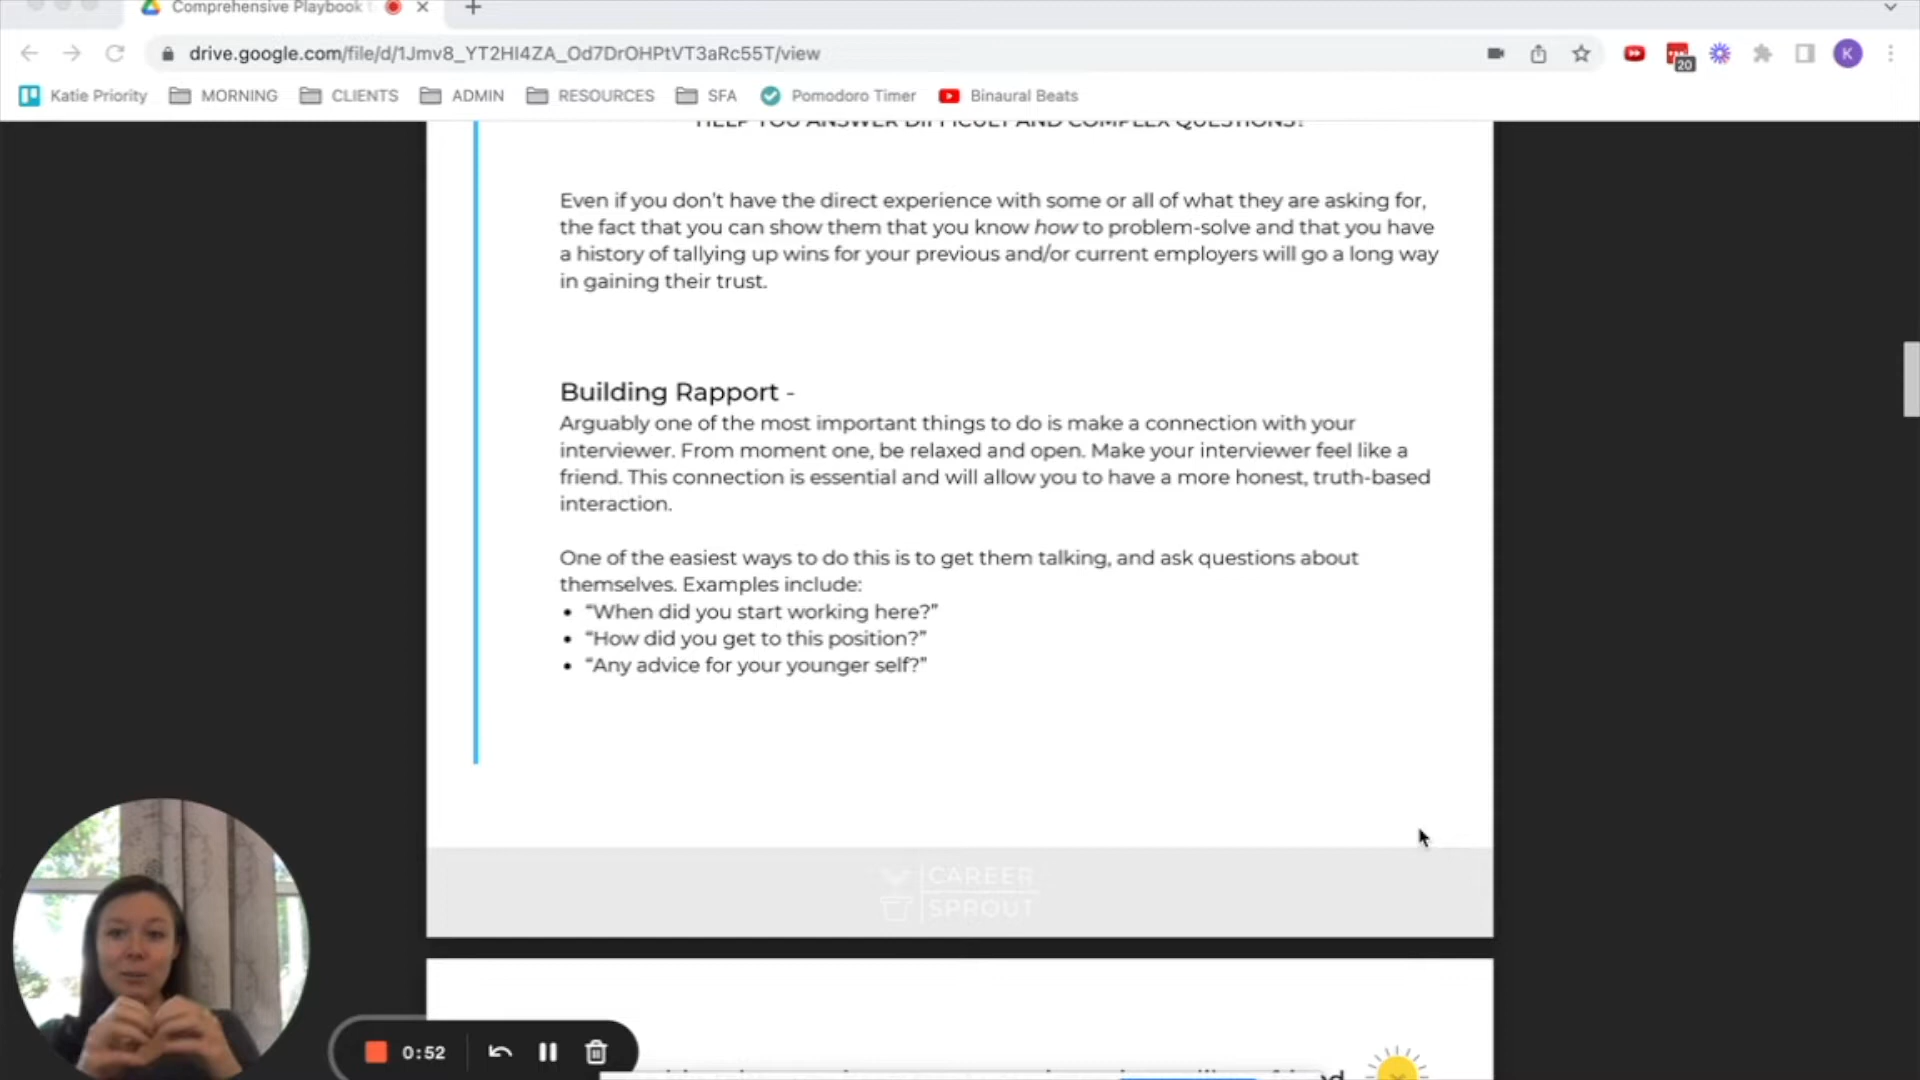 Comprehensive Playbook t
drive.google.com/file/d/1Jmv8_YT2HI4ZA_Od7DrOHPtVT3aRc55T/view
20
K
Katie Priority
MORNING
CLIENTS
ADMIN
RESOURCES
SFA
Pomodoro Timer
Binaural Beats
HELP YOU ANSWER DIFFICULT AND COMPLEX QUESTIONS?
Even if you don't have the direct experience with some or all of what they are asking for,
the fact that you can show them that you know how to problem-solve and that you have
a history of tallying up wins for your previous and/or current employers will go a long way
in gaining their trust.
Building Rapport -
Arguably one of the most important things to do is make a connection with your
interviewer. From moment one, be relaxed and open. Make your interviewer feel like a
friend. This connection is essential and will allow you to have a more honest, truth-based
interaction.
One of the easiest ways to do this is to get them talking, and ask questions about
themselves. Examples include:
• “When did you start working here?”
• “How did you get to this position?”
• “Any advice for your younger self?”
CAREER
SPROUT
0:52